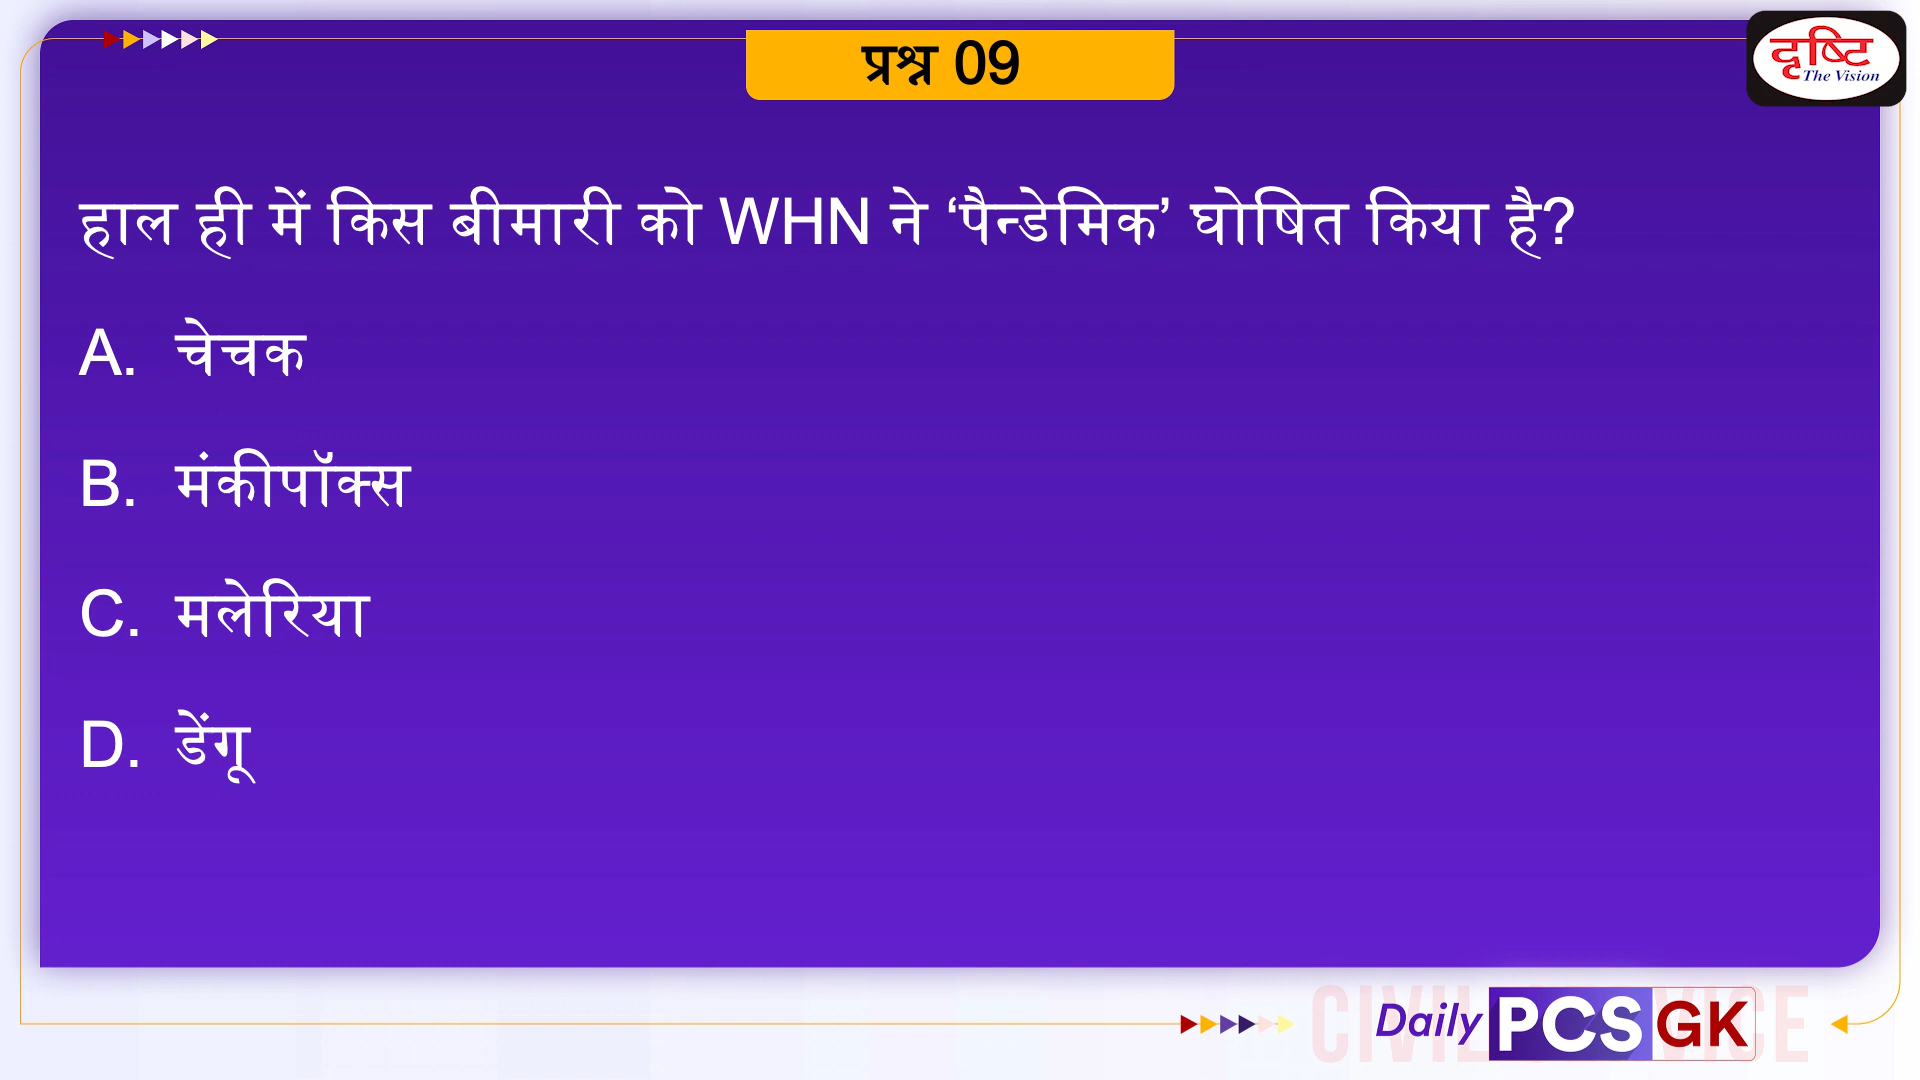 प्रश्न 09
दृष्टि
The Vision
हाल ही में किस बीमारी को WHN ने ‘पैन्डेमिक’ घोषित किया है?
A. चेचक
B. मंकीपॉक्स
C. मलेरिया
D. डेंगू
Daily PCS GK